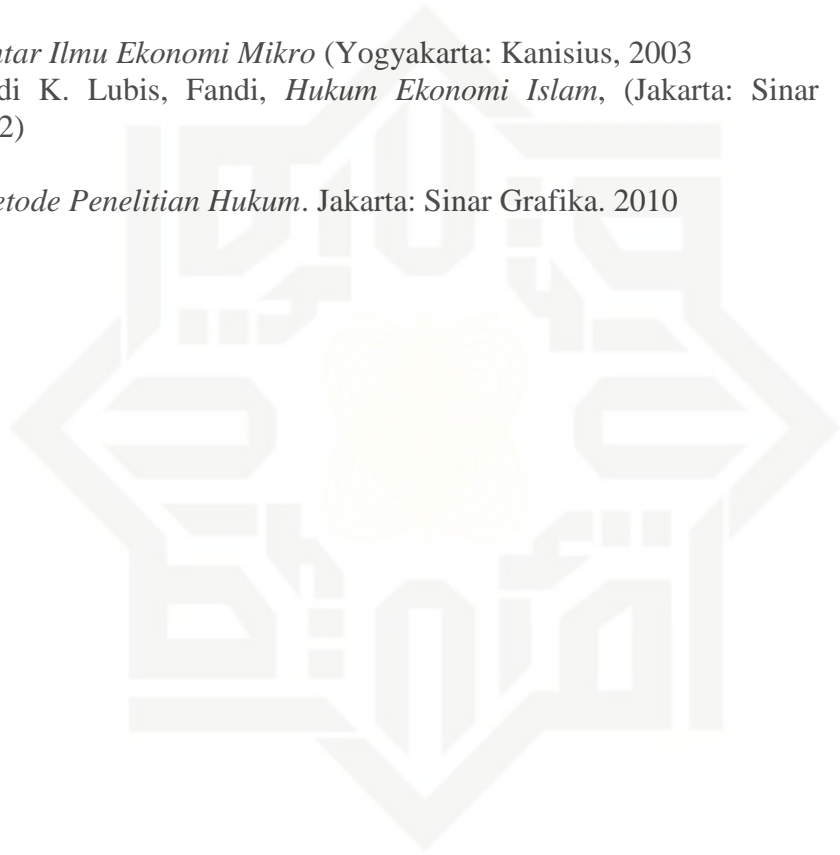 ntar Ilmu Ekonomi Mikro (Yogyakarta: Kanisius, 2003
di K. Lubis, Fandi, Hukum Ekonomi Islam, (Jakarta: Sinar
2)
etode Penelitian Hukum. Jakarta: Sinar Grafika. 2010